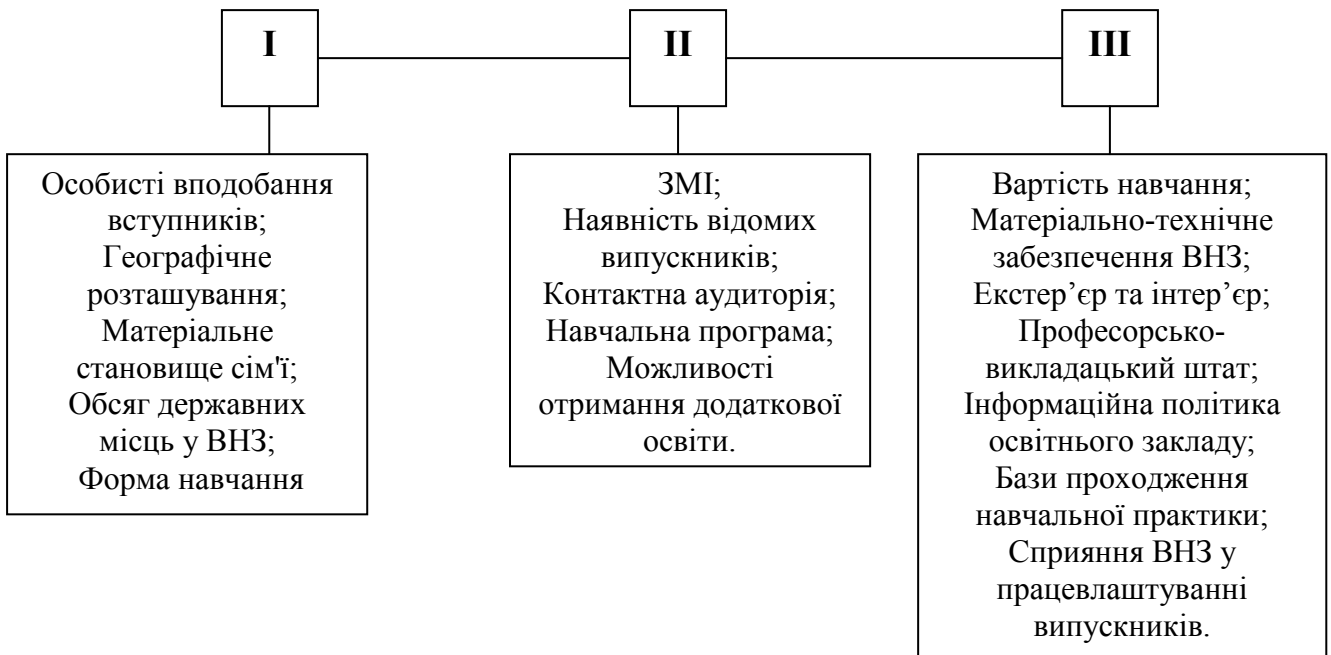 I
II
III
Особисті вподобання
вступників;
Географічне
розташування;
Матеріальне
становище сім'ї;
Обсяг державних
місць у ВНЗ;
Форма навчання
ЗМІ;
Наявність відомих
випускників;
Контактна аудиторія;
Навчальна програма;
Можливості
отримання додаткової
освіти.
Вартість навчання;
Матеріально-технічне
забезпечення ВНЗ;
Екстер’єр та інтер’єр;
Професорсько-
викладацький штат;
Інформаційна політика
освітнього закладу;
Бази проходження
навчальної практики;
Сприяння ВНЗ у
працевлаштуванні
випускників.